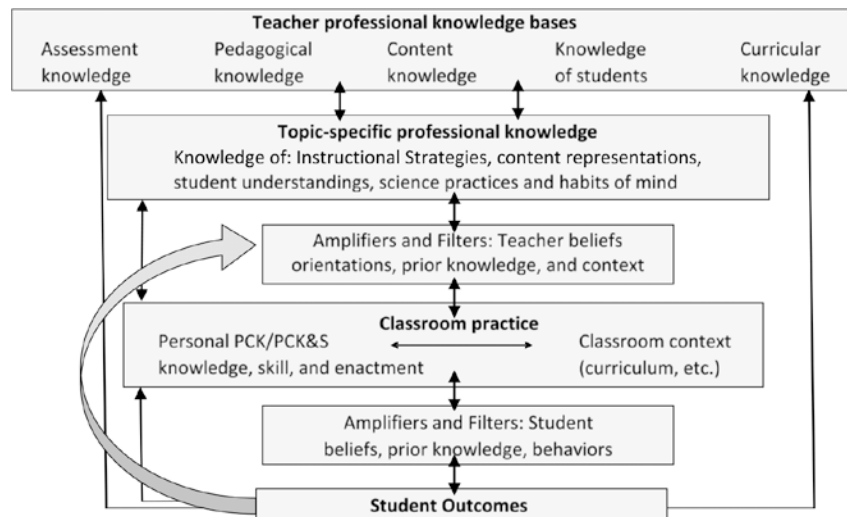 Teacher professional knowledge bases
Assessment knowledge
Pedagogical knowledge
Content knowledge
Knowledge of students
Curricular knowledge
Topic-specific professional knowledge
Knowledge of: Instructional Strategies, content representations,
student understandings, science practices and habits of mind
Amplifiers and Filters: Teacher beliefs
orientations, prior knowledge, and context
Classroom practice
Personal PCK/PCK&S
knowledge, skill, and enactment
Classroom context
(curriculum, etc.)
Amplifiers and Filters: Student
beliefs, prior knowledge, behaviors
Student Outcomes